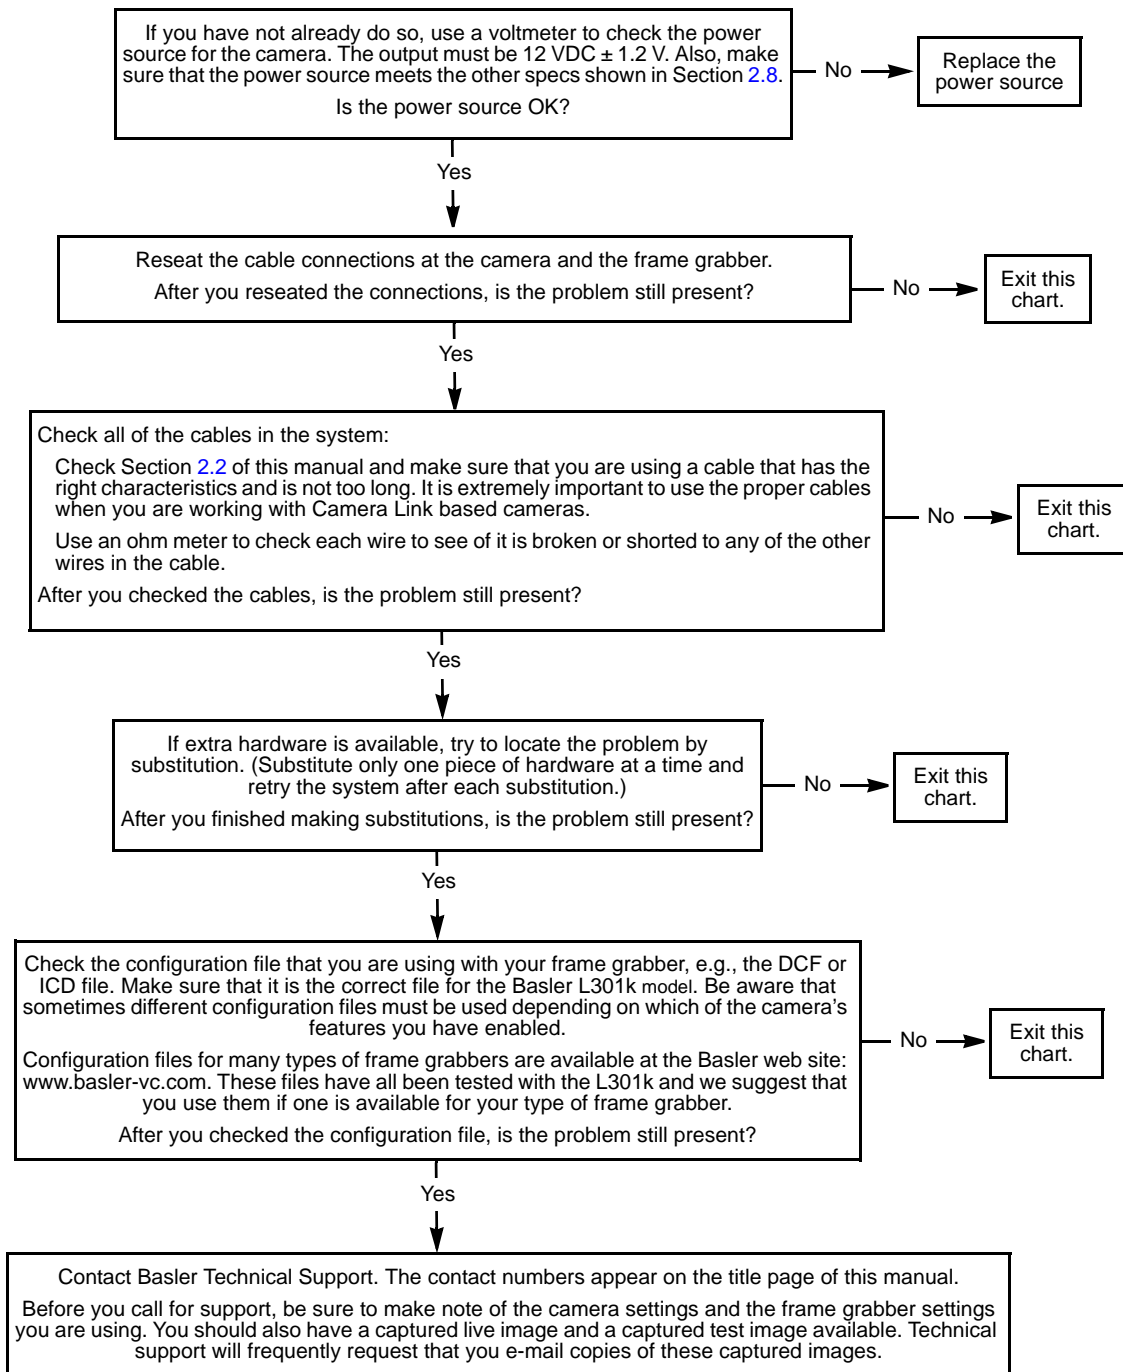 If you have not already do so, use a voltmeter to check the power
source for the camera. The output must be 12 VDC ± 1.2 V. Also, make
sure that the power source meets the other specs shown in Section 2.8.
Is the power source OK?
No
Replace the
power source
Yes
Reseat the cable connections at the camera and the frame grabber.
After you reseated the connections, is the problem still present?
No
Exit this
chart.
Yes
Check all of the cables in the system:
Check Section 2.2 of this manual and make sure that you are using a cable that has the
right characteristics and is not too long. It is extremely important to use the proper cables
when you are working with Camera Link based cameras.
Use an ohm meter to check each wire to see of it is broken or shorted to any of the other
wires in the cable.
After you checked the cables, is the problem still present?
No
Exit this
chart.
Yes
If extra hardware is available, try to locate the problem by
substitution. (Substitute only one piece of hardware at a time and
retry the system after each substitution.)
After you finished making substitutions, is the problem still present?
No
Exit this
chart.
Yes
Check the configuration file that you are using with your frame grabber, e.g., the DCF or
ICD file. Make sure that it is the correct file for the Basler L301k model. Be aware that
sometimes different configuration files must be used depending on which of the camera's
features you have enabled.
Configuration files for many types of frame grabbers are available at the Basler web site:
www.basler-vc.com. These files have all been tested with the L301k and we suggest that
you use them if one is available for your type of frame grabber.
After you checked the configuration file, is the problem still present?
No
Exit this
chart.
Yes
Contact Basler Technical Support. The contact numbers appear on the title page of this manual.
Before you call for support, be sure to make note of the camera settings and the frame grabber settings
you are using. You should also have a captured live image and a captured test image available. Technical
support will frequently request that you e-mail copies of these captured images.